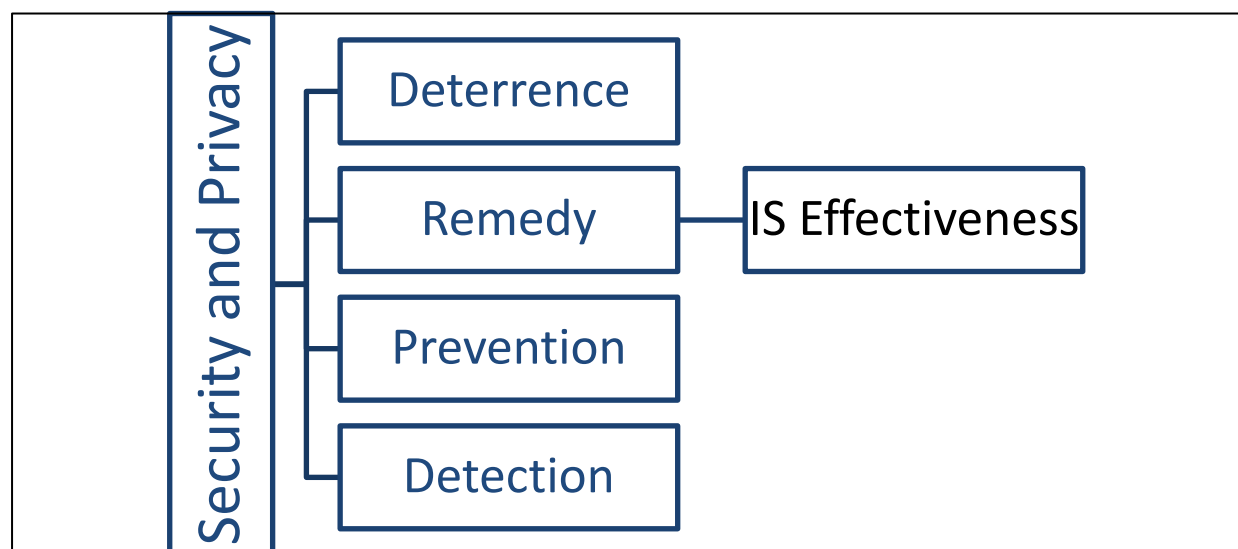 Security and Privacy
Deterrence
Remedy
IS Effectiveness
Prevention
Detection